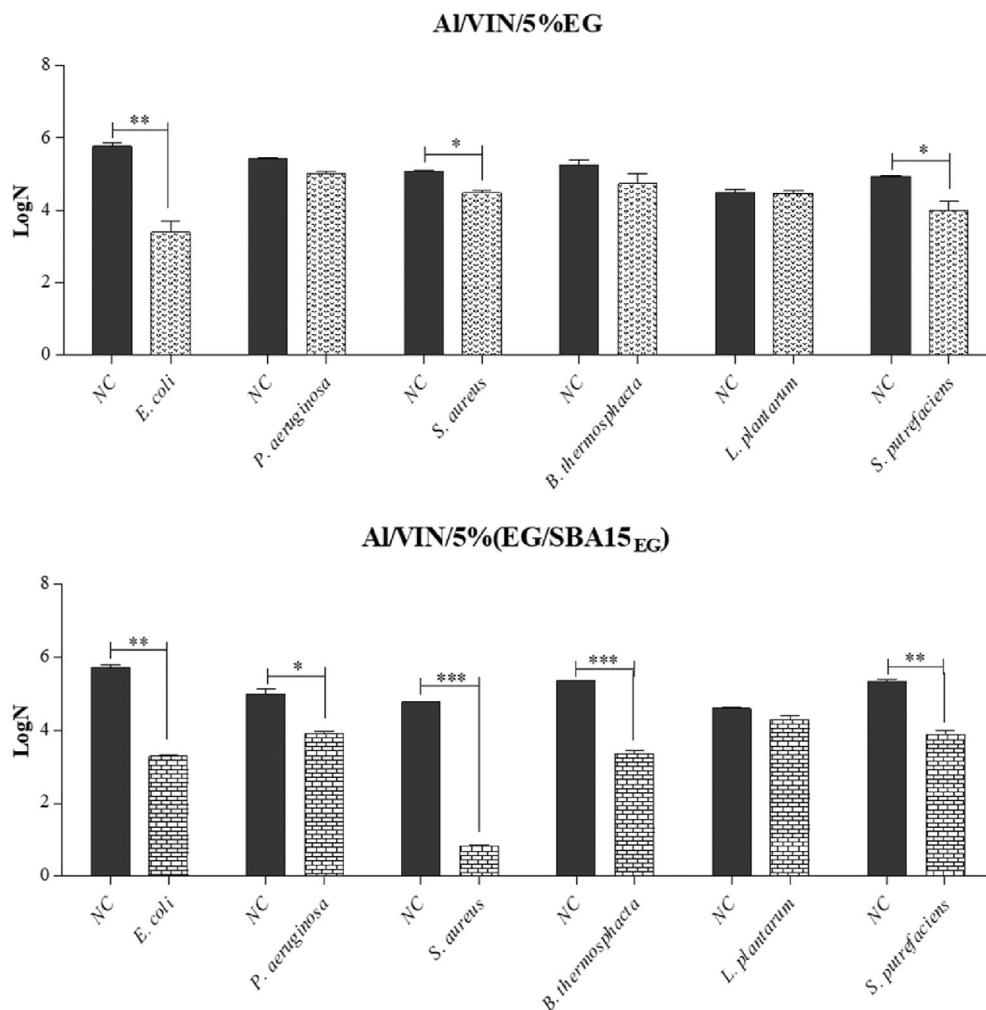 Al/VIN/5%EG
8
6
4
2
0
LogN
** * *
NC E. coli NC P. aeruginosa NC S. aureus NC B. thermosphacta NC L. plantarum NC S. putrefaciens
Al/VIN/5%(EG/SBA15EG)
8
6
4
2
0
LogN
** * *** *** **
NC E. coli NC P. aeruginosa NC S. aureus NC B. thermosphacta NC L. plantarum NC S. putrefaciens